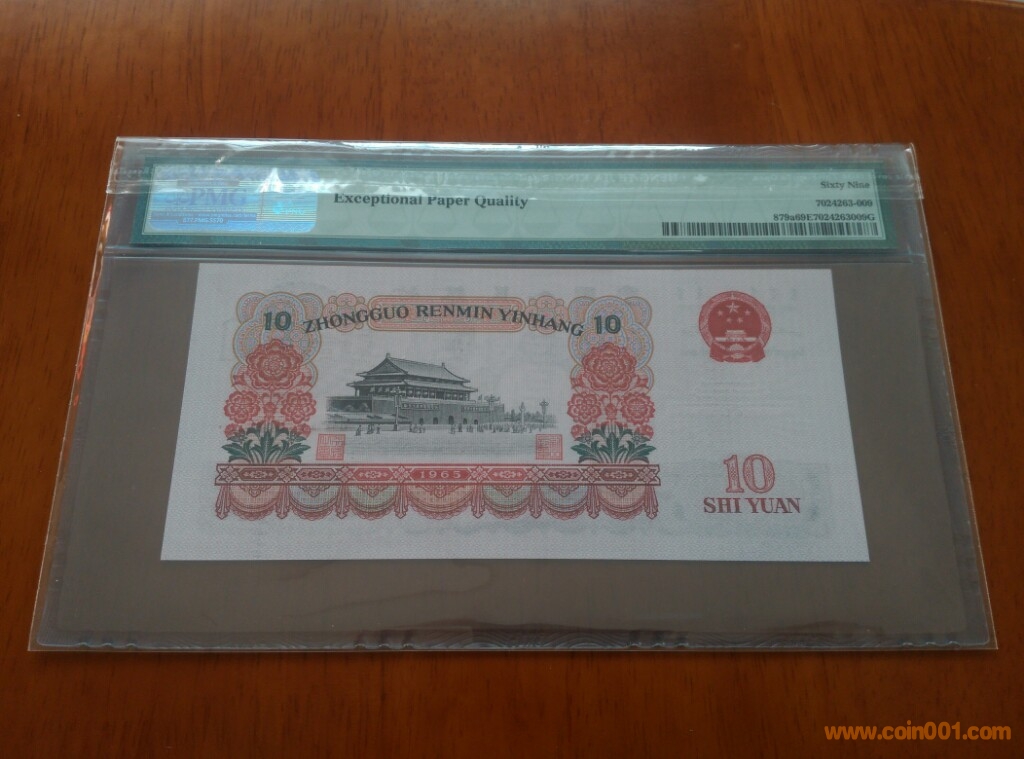 PMG
Exceptional Paper Quality
Sixty Nine
7024263-009
879a69E7024263009G
10 ZHONGGUO RENMIN YINHANG 10
1965
10
SHI YUAN
www.coin001.com